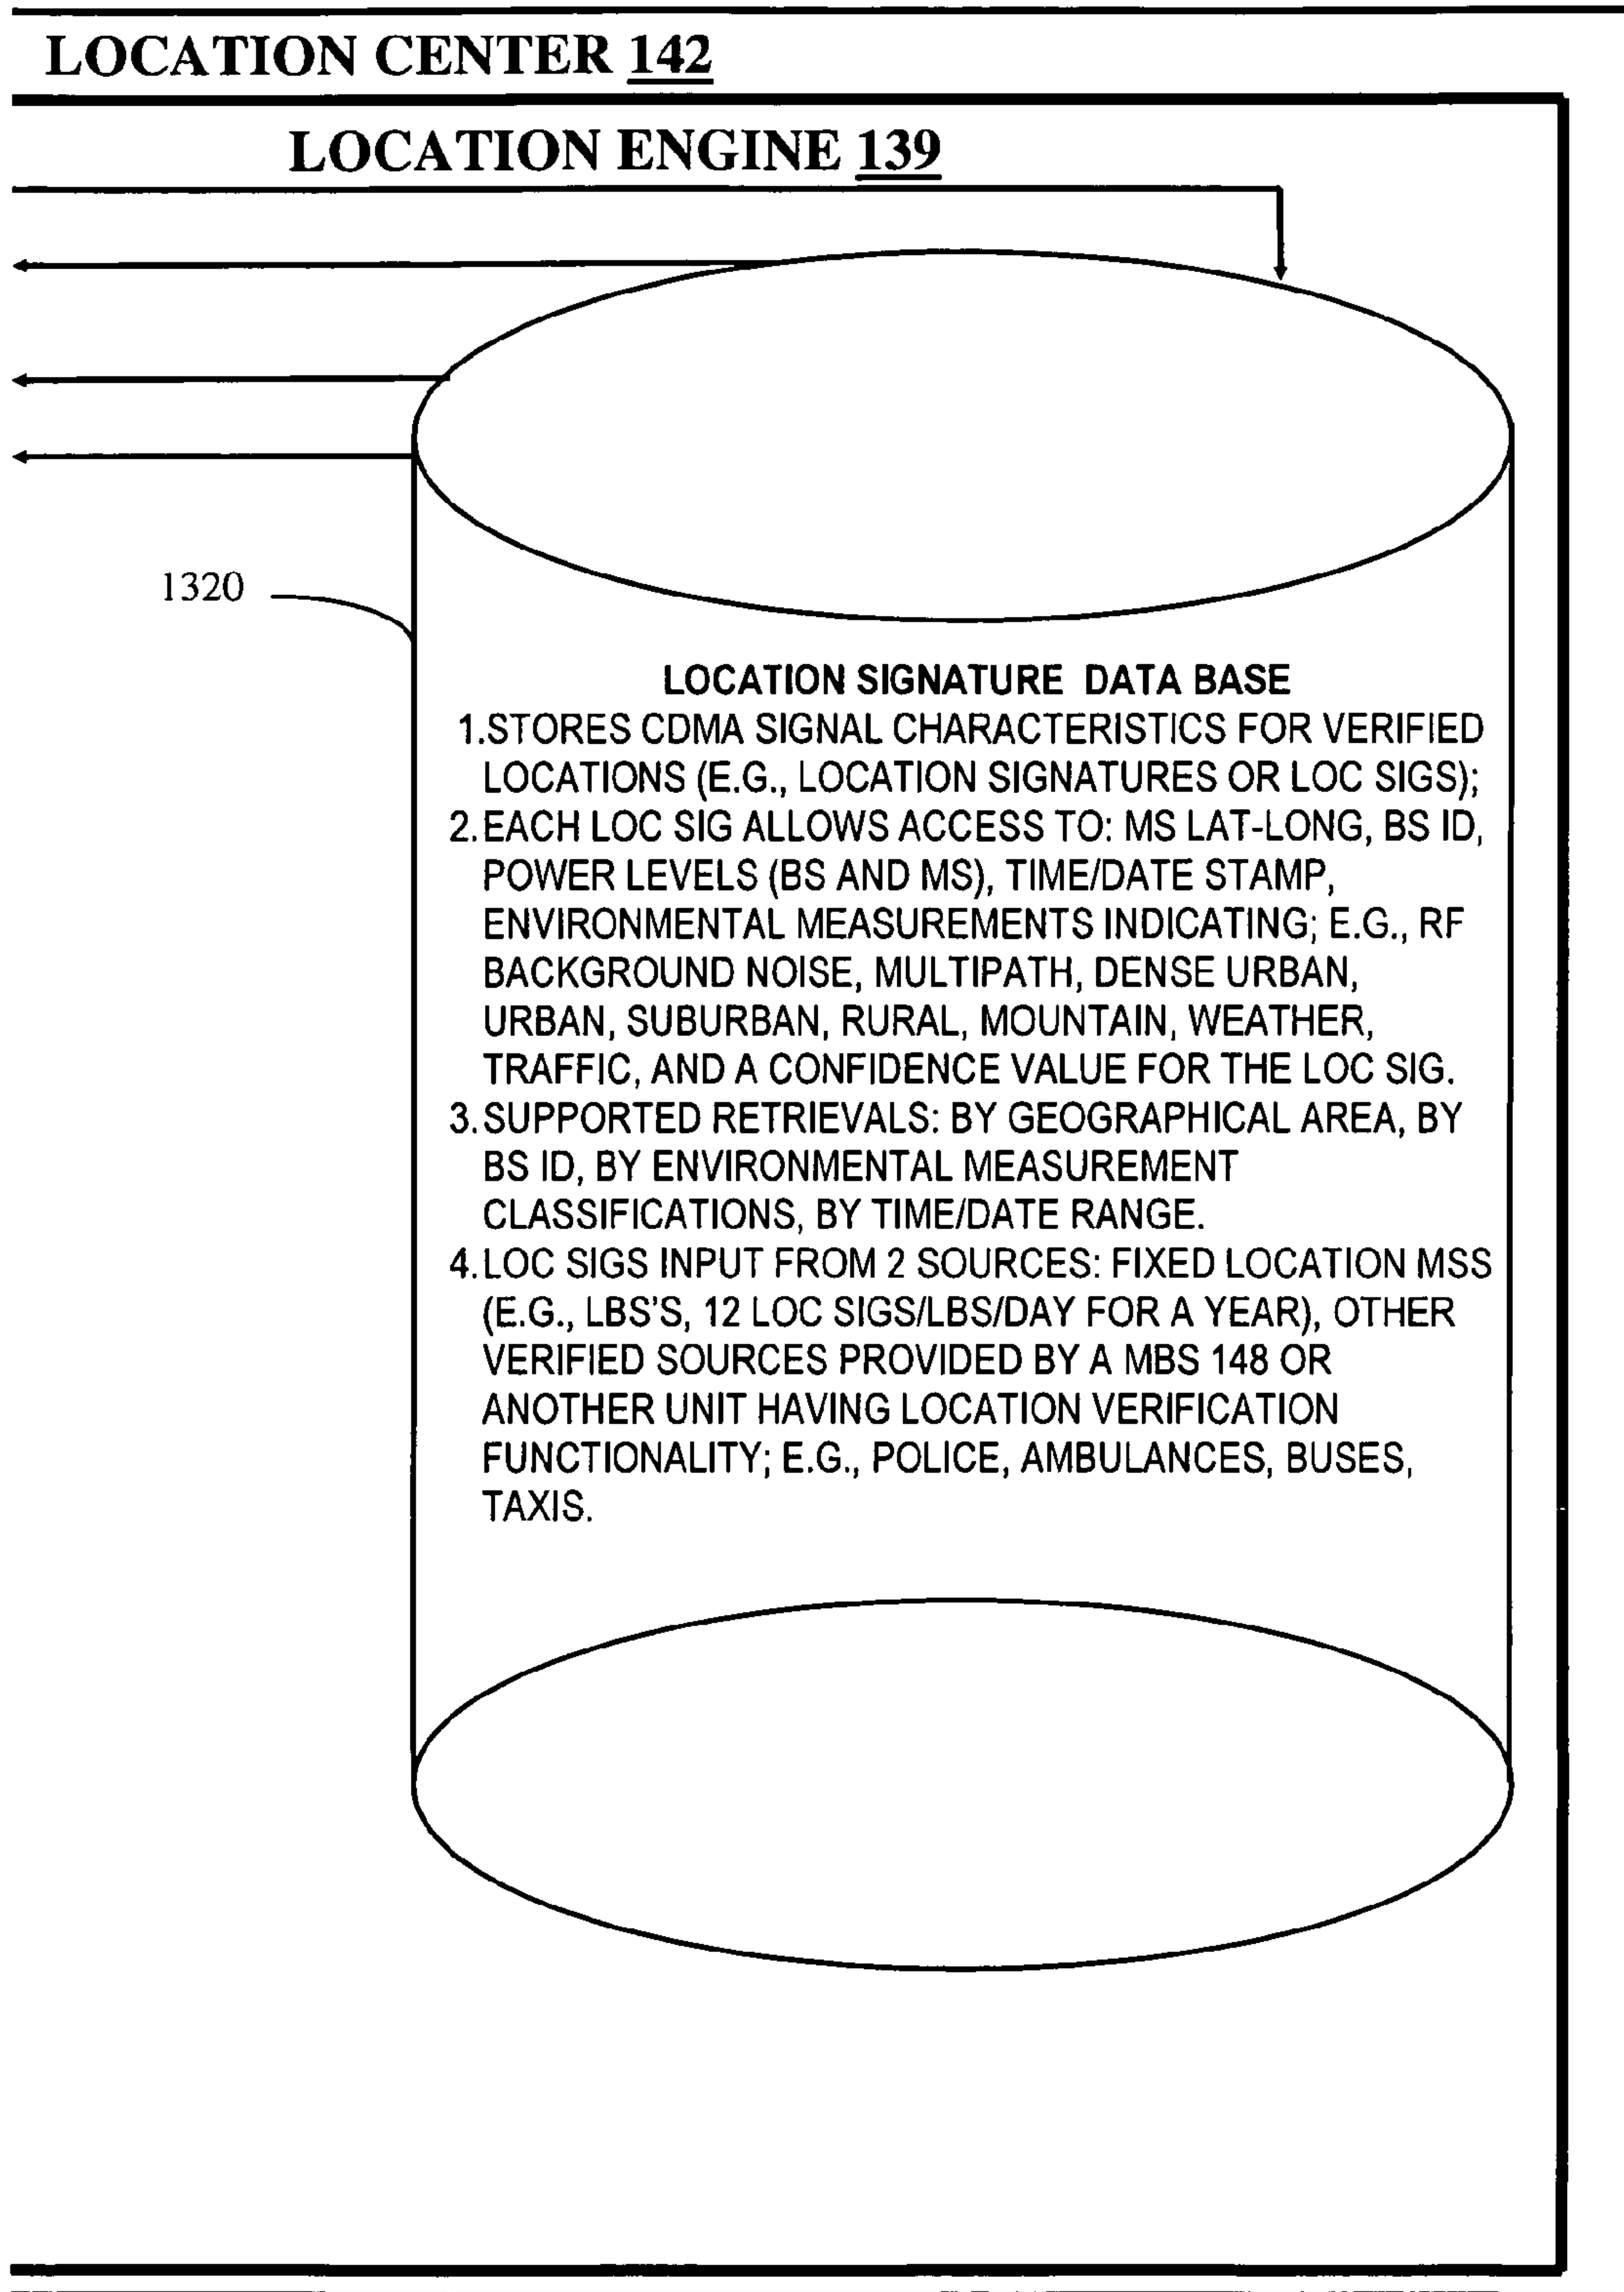 LOCATION CENTER 142
LOCATION ENGINE 139
1320
LOCATION SIGNATURE DATA BASE
1.STORES CDMA SIGNAL CHARACTERISTICS FOR VERIFIED
LOCATIONS (E.G., LOCATION SIGNATURES OR LOC SIGS);
2.EACH LOC SIG ALLOWS ACCESS TO: MS LAT-LONG, BS ID,
POWER LEVELS (BS AND MS), TIME/DATE STAMP,
ENVIRONMENTAL MEASUREMENTS INDICATING; E.G., RF
BACKGROUND NOISE, MULTIPATH, DENSE URBAN,
URBAN, SUBURBAN, RURAL, MOUNTAIN, WEATHER,
TRAFFIC, AND A CONFIDENCE VALUE FOR THE LOC SIG.
3.SUPPORTED RETRIEVALS: BY GEOGRAPHICAL AREA, BY
BS ID, BY ENVIRONMENTAL MEASUREMENT
CLASSIFICATIONS, BY TIME/DATE RANGE.
4.LOC SIGS INPUT FROM 2 SOURCES: FIXED LOCATION MSS
(E.G., LBS'S, 12 LOC SIGS/LBS/DAY FOR A YEAR), OTHER
VERIFIED SOURCES PROVIDED BY A MBS 148 OR
ANOTHER UNIT HAVING LOCATION VERIFICATION
FUNCTIONALITY; E.G., POLICE, AMBULANCES, BUSES,
TAXIS.